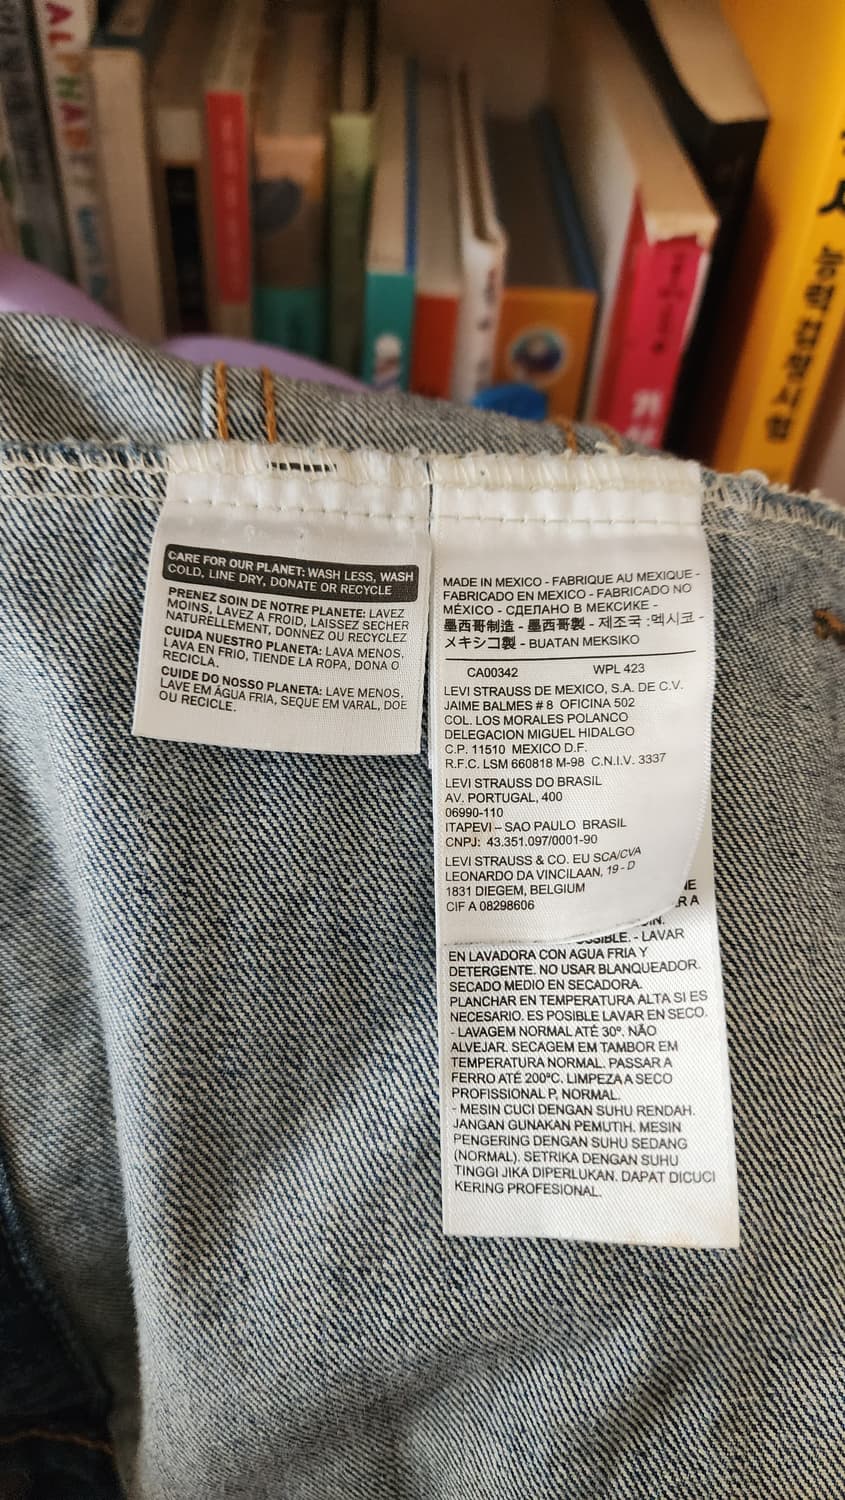 ALPHABET
CARE FOR OUR PLANET: WASH LESS, WASH
COLD, LINE DRY, DONATE OR RECYCLE
PRENEZ SOIN DE NOTRE PLANETE: LAVEZ
MOINS, LAVEZ A FROID, LAISSEZ SECHER
NATURELLEMENT, DONNEZ OU RECYCLEZ
CUIDA NUESTRO PLANETA: LAVA MENOS,
LAVA EN FRIO, TIENDE LA ROPA, DONA O
RECICLA.
CUIDE DO NOSSO PLANETA: LAVE MENOS,
LAVE EM ÁGUA FRIA, SEQUE EM VARAL, DOE
OU RECICLE.
MADE IN MEXICO - FABRIQUE AU MEXIQUE -
FABRICADO EN MEXICO - FABRICADO NO
MÉXICO - СДЕЛАНО В МЕКСИКЕ -
墨西哥制造 - 墨西哥製 - 제조국 :멕시코 -
メキシコ製 - BUATAN MEKSIKO
CA00342 WPL 423
LEVI STRAUSS DE MEXICO, S.A. DE C.V.
JAIME BALMES # 8 OFICINA 502
COL. LOS MORALES POLANCO
DELEGACION MIGUEL HIDALGO
C.P. 11510 MEXICO D.F.
R.F.C. LSM 660818 M-98 C.N.I.V. 3337
LEVI STRAUSS DO BRASIL
AV. PORTUGAL, 400
06990-110
ITAPEVI – SAO PAULO BRASIL
CNPJ: 43.351.097/0001-90
LEVI STRAUSS & CO. EU SCA/CVA
LEONARDO DA VINCILAAN, 19 - D
1831 DIEGEM, BELGIUM
CIF A 08298606
- LAVAR
EN LAVADORA CON AGUA FRIA Y
DETERGENTE. NO USAR BLANQUEADOR.
SECADO MEDIO EN SECADORA.
PLANCHAR EN TEMPERATURA ALTA SI ES
NECESARIO. ES POSIBLE LAVAR EN SECO.
- LAVAGEM NORMAL ATÉ 30º. NÃO
ALVEJAR. SECAGEM EM TAMBOR EM
TEMPERATURA NORMAL. PASSAR A
FERRO ATÉ 200ºC. LIMPEZA A SECO
PROFISSIONAL P, NORMAL.
- MESIN CUCI DENGAN SUHU RENDAH.
JANGAN GUNAKAN PEMUTIH. MESIN
PENGERING DENGAN SUHU SEDANG
(NORMAL). SETRIKA DENGAN SUHU
TINGGI JIKA DIPERLUKAN. DAPAT DICUCI
KERING PROFESIONAL.